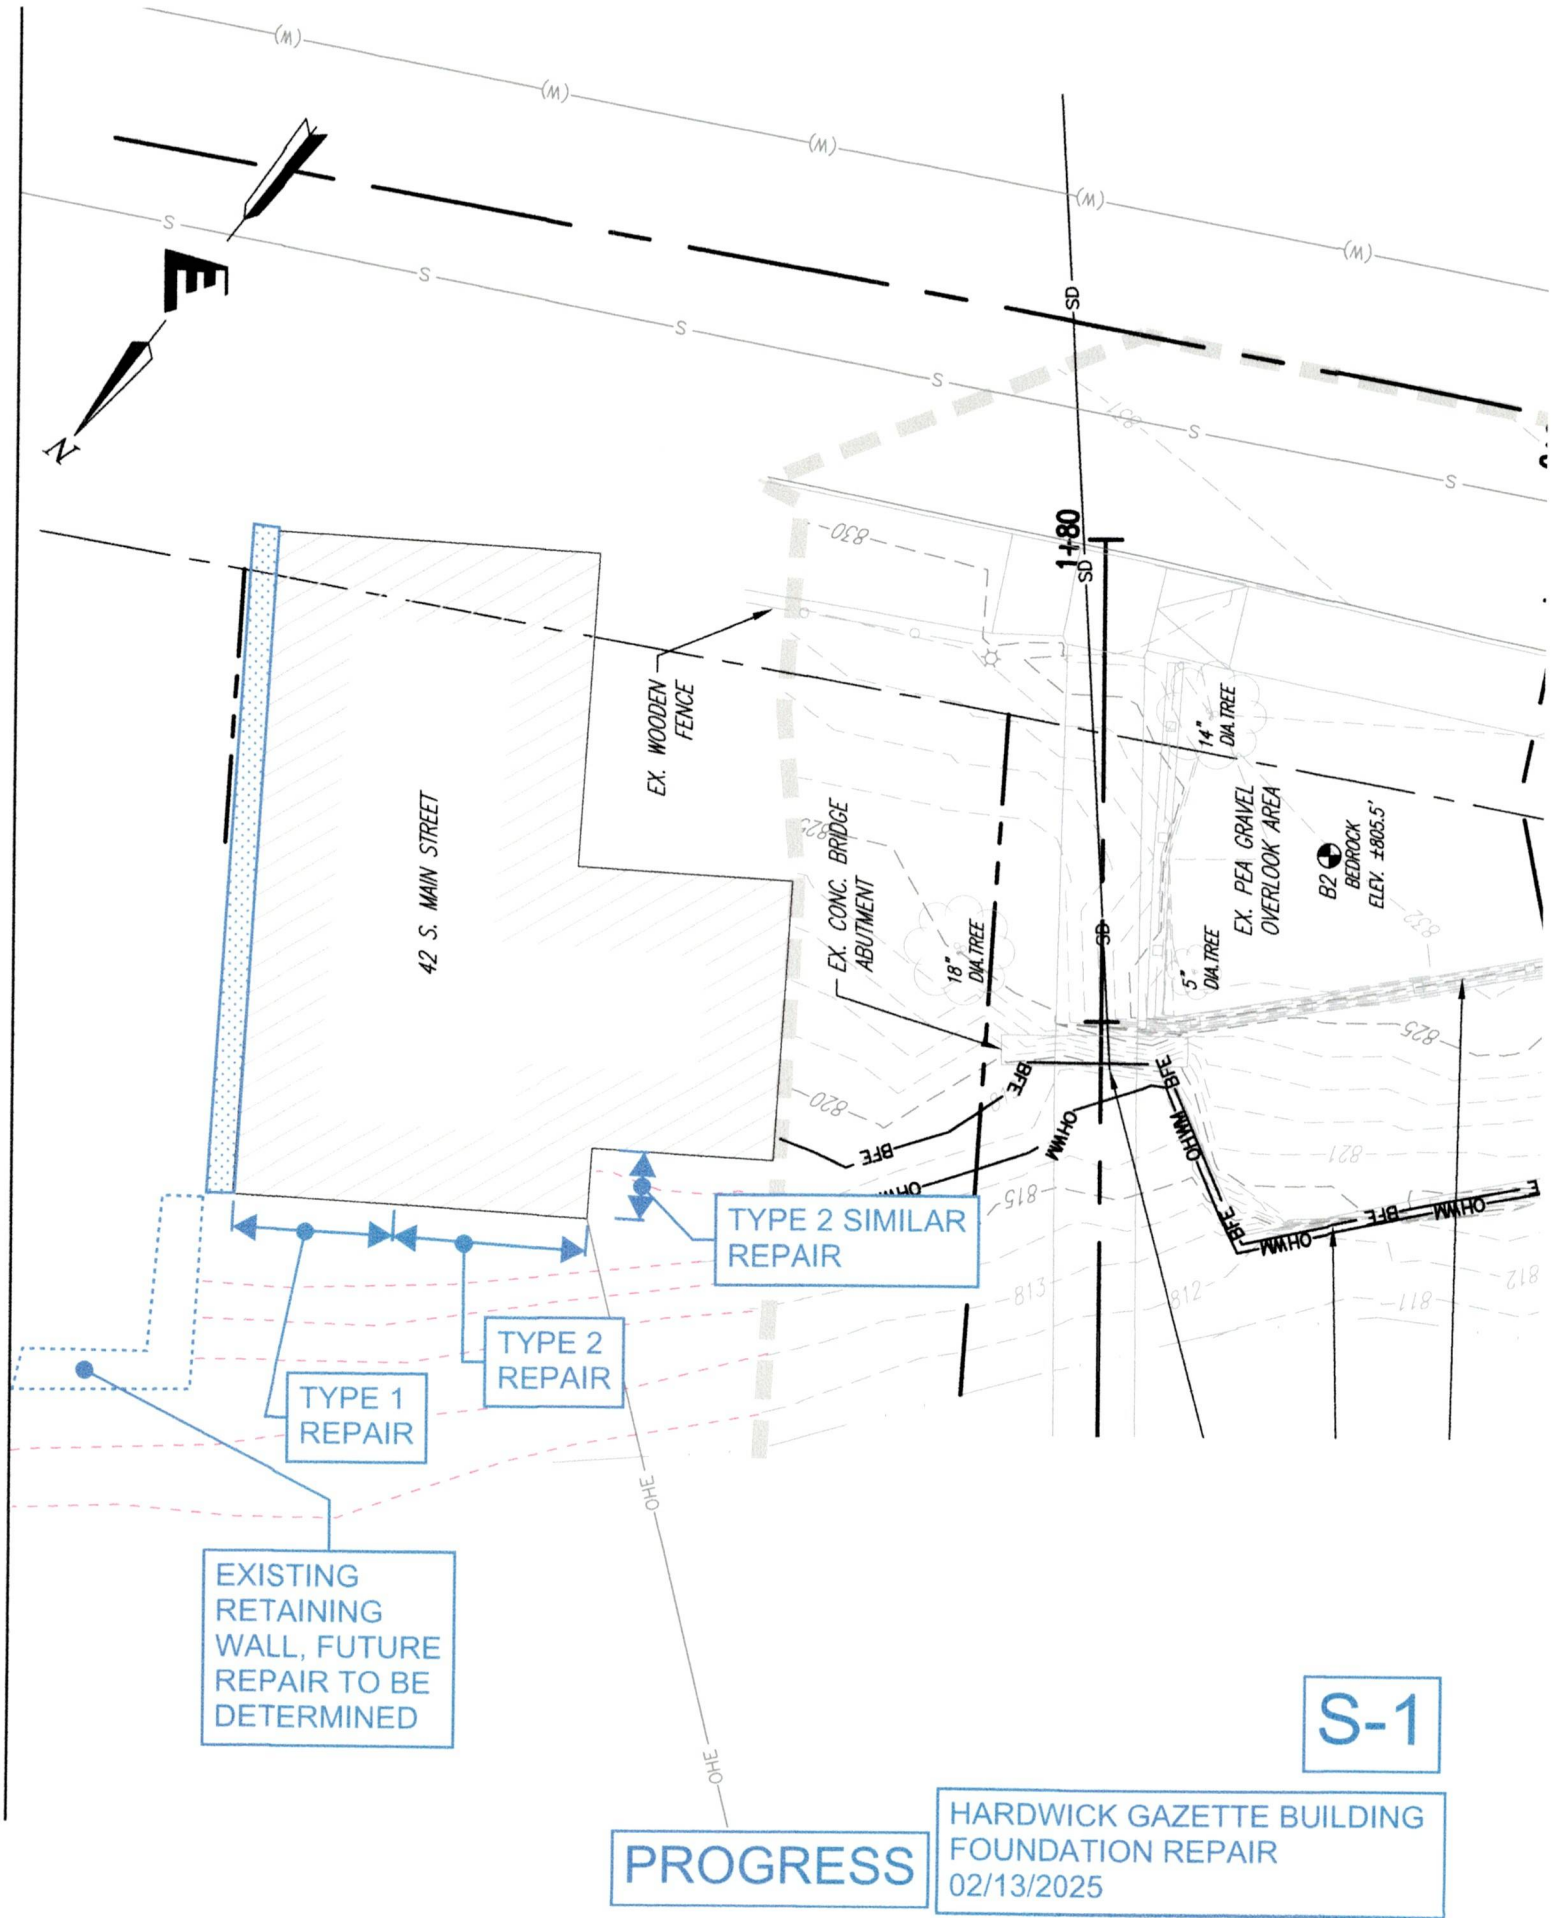 (W)
(W)
(W)
(W)
(W)
S
S
S
S
S
S
N
SD
837
830
1+80
SD
EX. WOODEN
FENCE
14"
DIA.TREE
42 S. MAIN STREET
825
EX. CONC. BRIDGE
ABUTMENT
18"
DIA.TREE
SD
5"
DIA.TREE
EX. PEA GRAVEL
OVERLOOK AREA
B2
BEDROCK
ELEV. ±805.5'
832
825
820
BFE
BFE
BFE
OHWM
OHWM
821
815
BFE
OHWM
BFE
OHWM
813
812
811
812
TYPE 2 SIMILAR
REPAIR
TYPE 2
REPAIR
TYPE 1
REPAIR
OHE
EXISTING
RETAINING
WALL, FUTURE
REPAIR TO BE
DETERMINED
OHE
S-1
PROGRESS
HARDWICK GAZETTE BUILDING
FOUNDATION REPAIR
02/13/2025